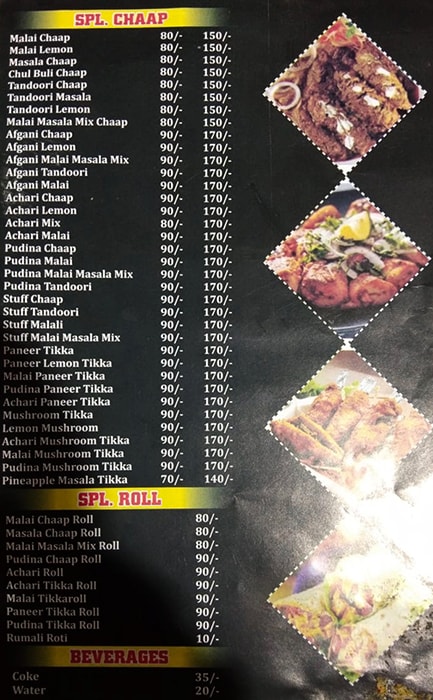 SPL. CHAAP
Malai Chaap 80/- 150/-
Malai Lemon 80/- 150/-
Masala Chaap 80/- 150/-
Chul Buli Chaap 80/- 150/-
Tandoori Chaap 80/- 150/-
Tandoori Masala 80/- 150/-
Tandoori Lemon 80/- 150/-
Malai Masala Mix Chaap 80/- 150/-
Afgani Chaap 90/- 170/-
Afgani Lemon 90/- 170/-
Afgani Malai Masala Mix 90/- 170/-
Afgani Tandoori 90/- 170/-
Afgani Malai 90/- 170/-
Achari Chaap 90/- 170/-
Achari Lemon 90/- 170/-
Achari Mix 80/- 170/-
Achari Malai 90/- 170/-
Pudina Chaap 90/- 170/-
Pudina Malai 90/- 170/-
Pudina Malai Masala Mix 90/- 170/-
Pudina Tandoori 90/- 170/-
Stuff Chaap 90/- 170/-
Stuff Tandoori 90/- 170/-
Stuff Malali 90/- 170/-
Stuff Malai Masala Mix 90/- 170/-
Paneer Tikka 90/- 170/-
Paneer Lemon Tikka 90/- 170/-
Malai Paneer Tikka 90/- 170/-
Pudina Paneer Tikka 90/- 170/-
Achari Paneer Tikka 90/- 170/-
Mushroom Tikka 90/- 170/-
Lemon Mushroom 90/- 170/-
Achari Mushroom Tikka 90/- 170/-
Malai Mushroom Tikka 90/- 170/-
Pudina Mushroom Tikka 90/- 170/-
Pineapple Masala Tikka 70/- 140/-
SPL. ROLL
Malai Chaap Roll 80/-
Masala Chaap Roll 80/-
Malai Masala Mix Roll 80/-
Pudina Chaap Roll 90/-
Achari Roll 90/-
Achari Tikka Roll 90/-
Malai Tikkaroll 90/-
Paneer Tikka Roll 90/-
Pudina Tikka Roll 90/-
Rumali Roti 10/-
BEVERAGES
Coke 35/-
Water 20/-